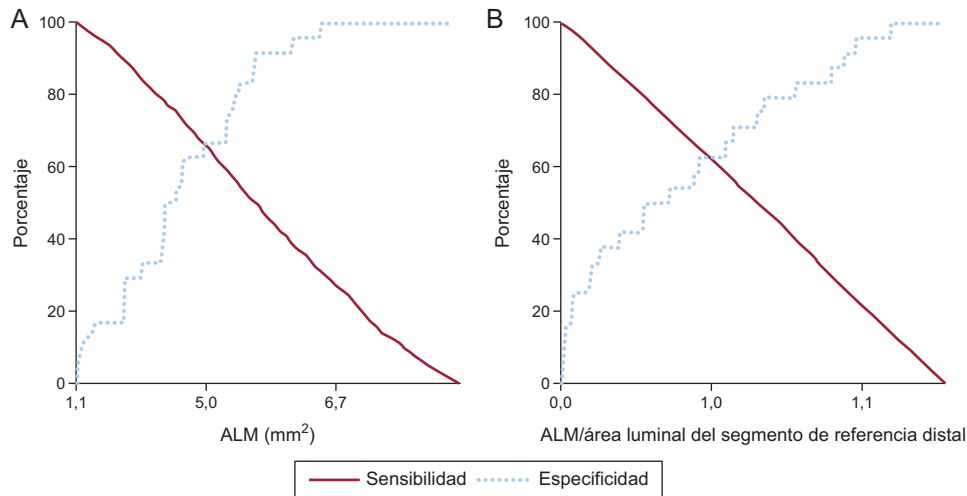 A
100
80
60
40
20
0
Porcentaje
1,1
5,0
6,7
ALM (mm²)
B
100
80
60
40
20
0
Porcentaje
0,0
1,0
1,1
ALM/área luminal del segmento de referencia distal
Sensibilidad
Especificidad